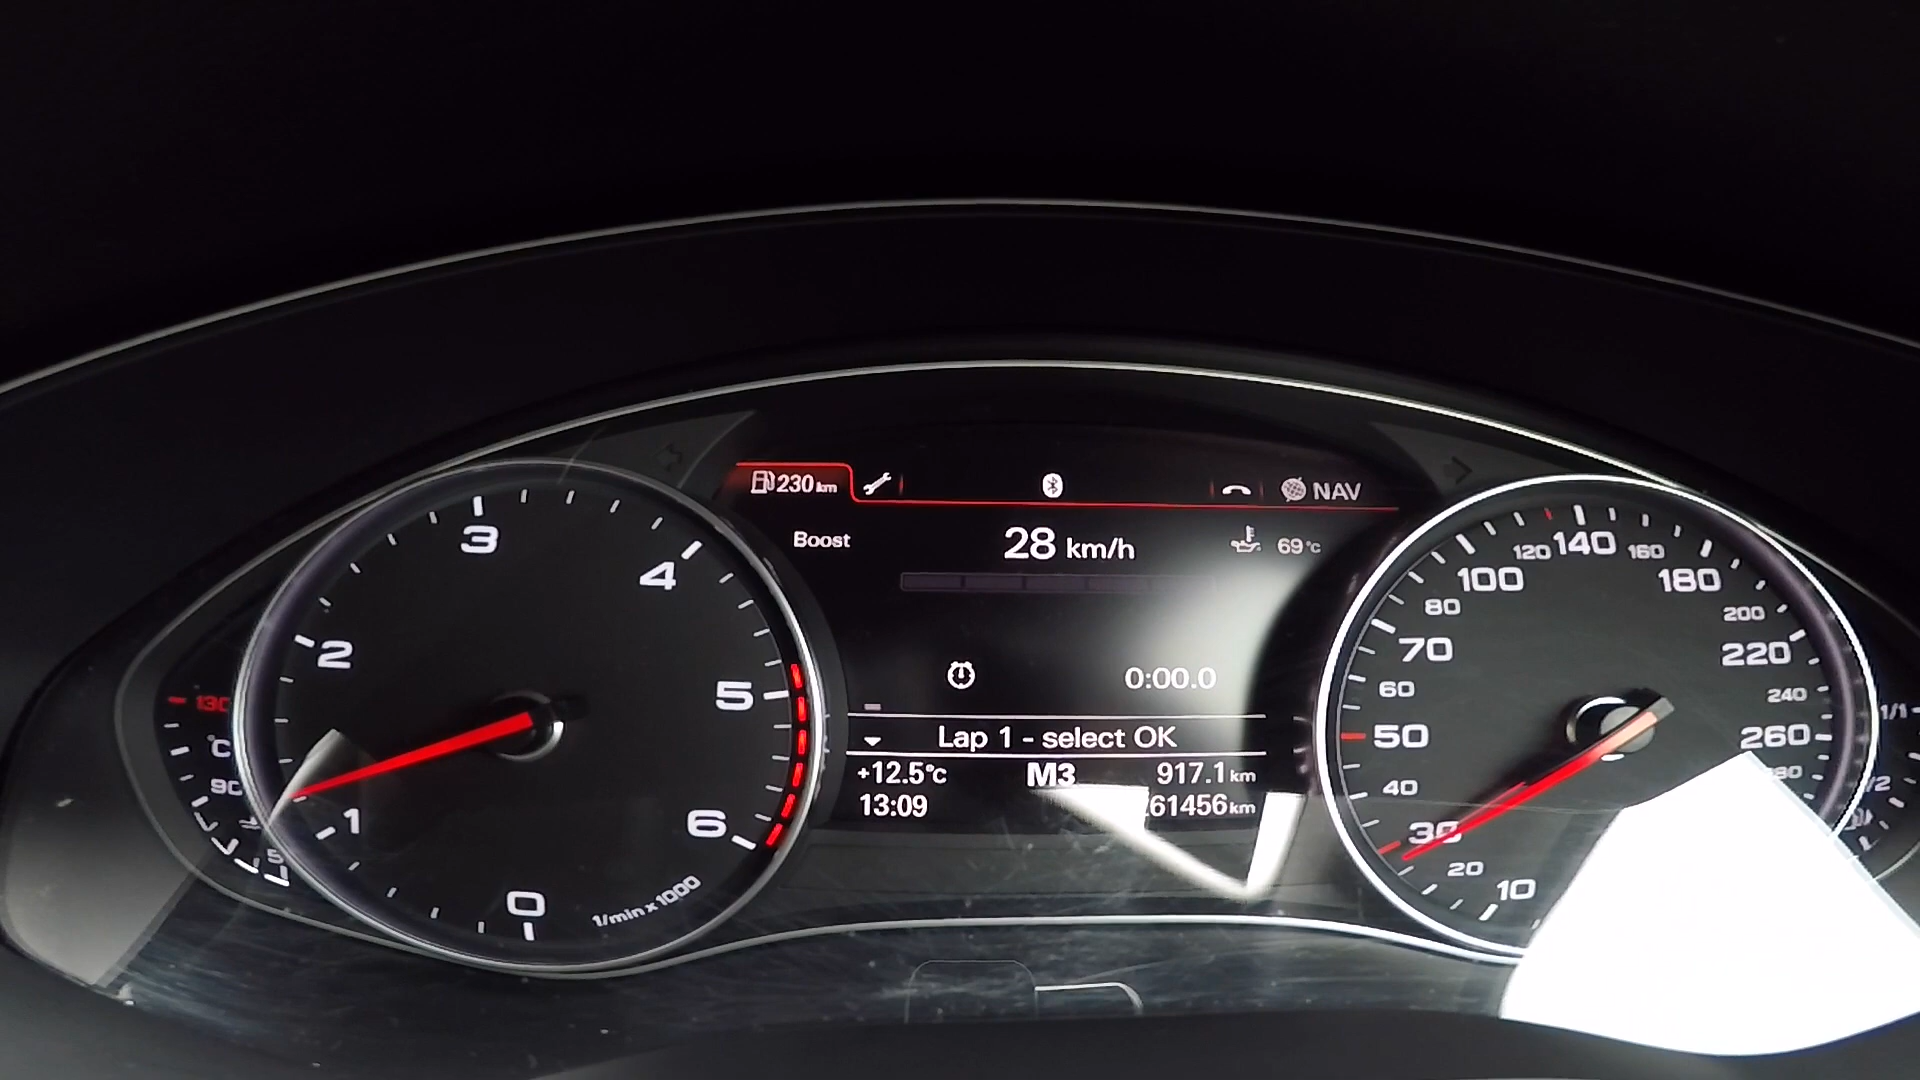 230 km
NAV
Boost
28 km/h
69°C
0:00.0
Lap 1 - select OK
+12.5°C
M3
917.1 km
13:09
61456 km
0
1
2
3
4
5
6
1/min x 1000
130
°C
90
10
20
30
40
50
60
70
80
100
120
140
160
180
200
220
240
260
1/1